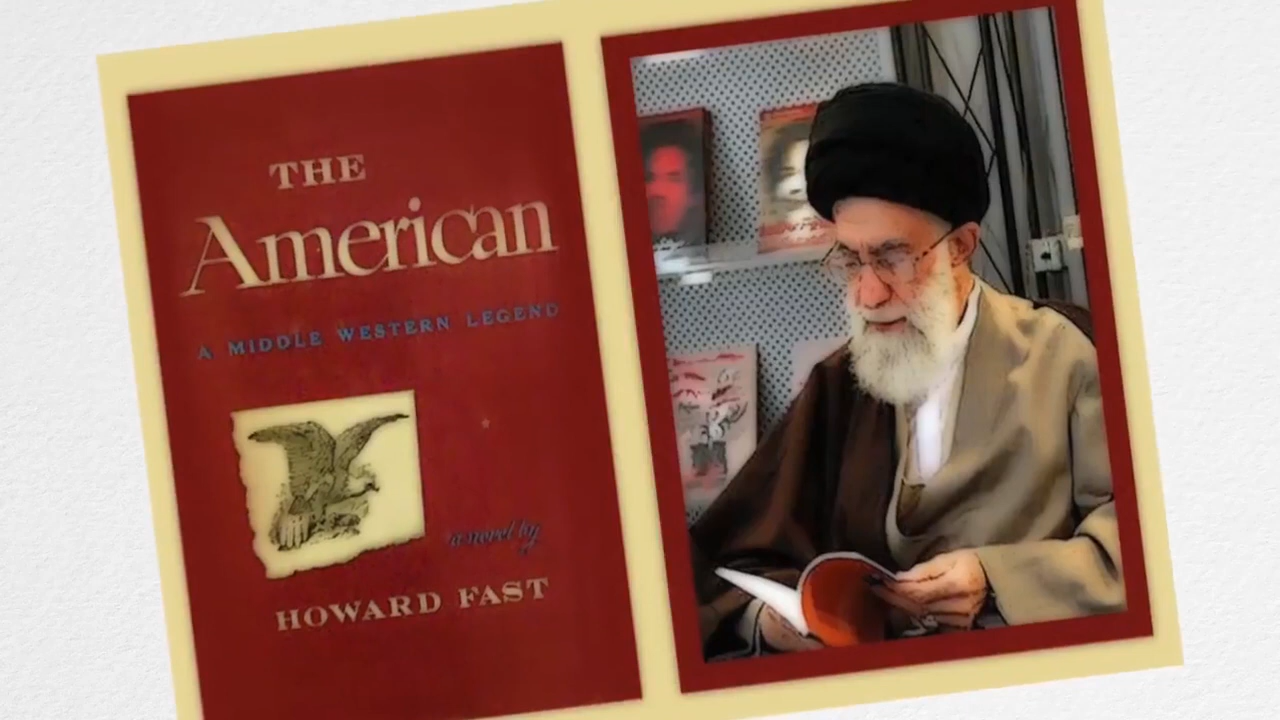 THE
American
A MIDDLE WESTERN LEGEND
a novel by
HOWARD FAST